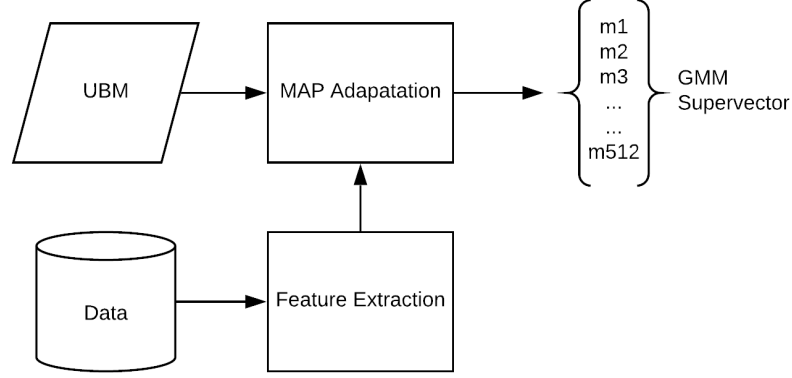 UBM
MAP Adapatation
m1
m2
m3
...
...
m512
GMM
Supervector
Data
Feature Extraction